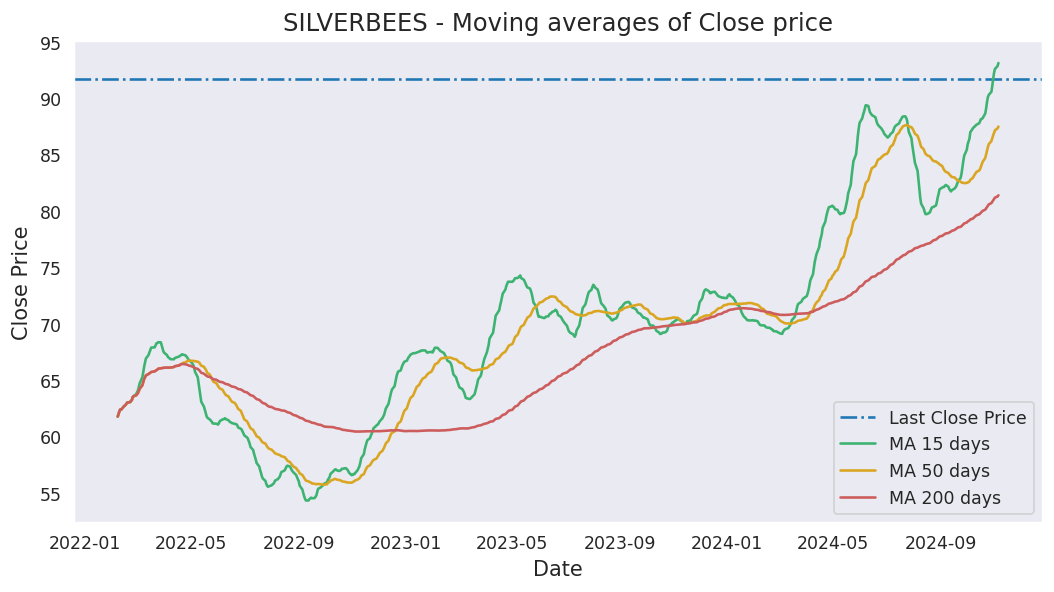 SILVERBEES - Moving averages of Close price
95
90
85
80
75
70
65
60
55
Close Price
2022-01 2022-05 2022-09 2023-01 2023-05 2023-09 2024-01 2024-05 2024-09
Date
Last Close Price
MA 15 days
MA 50 days
MA 200 days